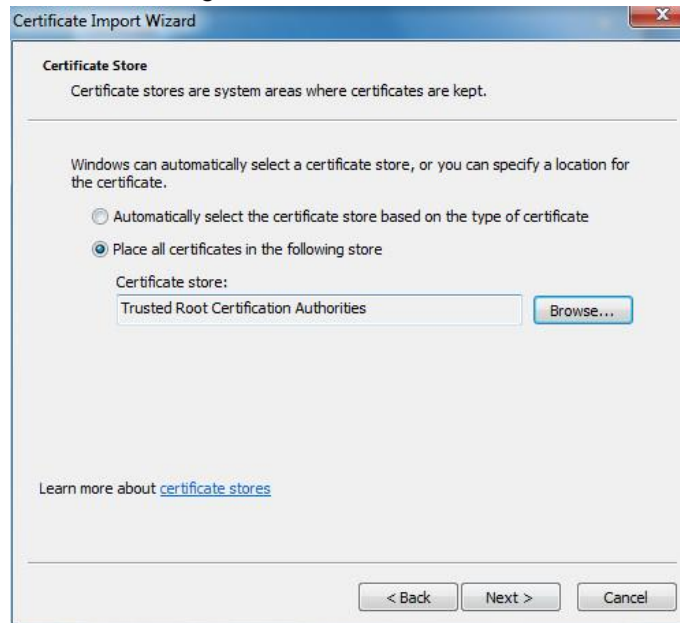 Certificate Import Wizard
Certificate Store
Certificate stores are system areas where certificates are kept.
Windows can automatically select a certificate store, or you can specify a location for
the certificate.
Automatically select the certificate store based on the type of certificate
Place all certificates in the following store
Certificate store:
Trusted Root Certification Authorities
Browse...
Learn more about certificate stores
< Back Next > Cancel